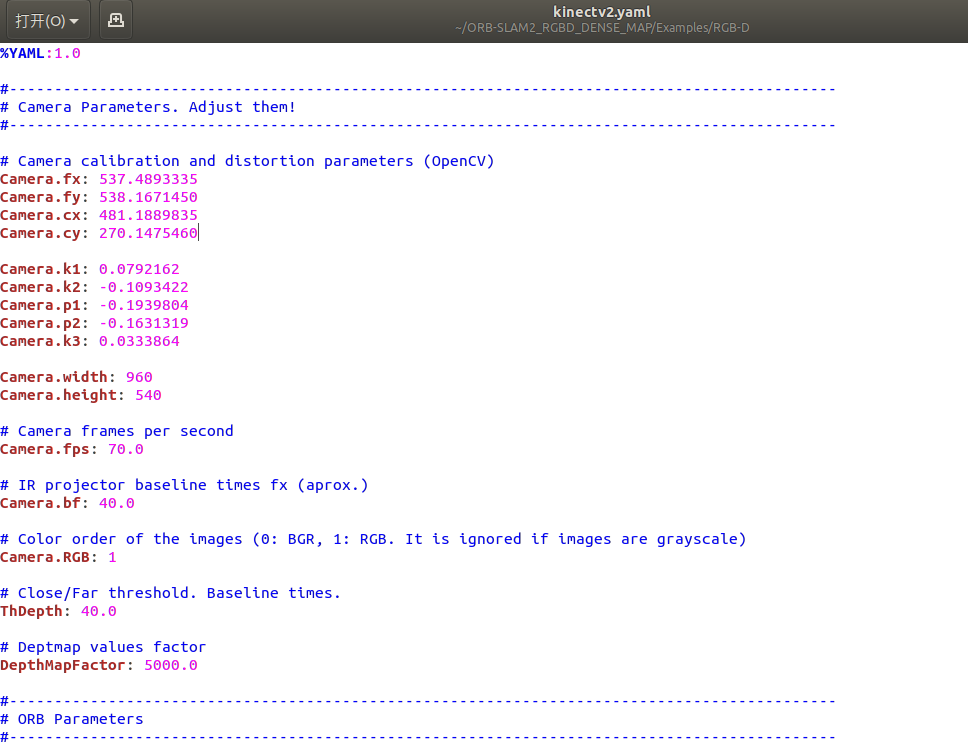 打开(O)
kinectv2.yaml
~/ORB-SLAM2_RGBD_DENSE_MAP/Examples/RGB-D
%YAML:1.0
#--------------------------------------------------------------------------------------------
# Camera Parameters. Adjust them!
#--------------------------------------------------------------------------------------------
# Camera calibration and distortion parameters (OpenCV)
Camera.fx: 537.4893335
Camera.fy: 538.1671450
Camera.cx: 481.1889835
Camera.cy: 270.1475460
Camera.k1: 0.0792162
Camera.k2: -0.1093422
Camera.p1: -0.1939804
Camera.p2: -0.1631319
Camera.k3: 0.0333864
Camera.width: 960
Camera.height: 540
# Camera frames per second
Camera.fps: 70.0
# IR projector baseline times fx (aprox.)
Camera.bf: 40.0
# Color order of the images (0: BGR, 1: RGB. It is ignored if images are grayscale)
Camera.RGB: 1
# Close/Far threshold. Baseline times.
ThDepth: 40.0
# Deptmap values factor
DepthMapFactor: 5000.0
#--------------------------------------------------------------------------------------------
# ORB Parameters
#--------------------------------------------------------------------------------------------